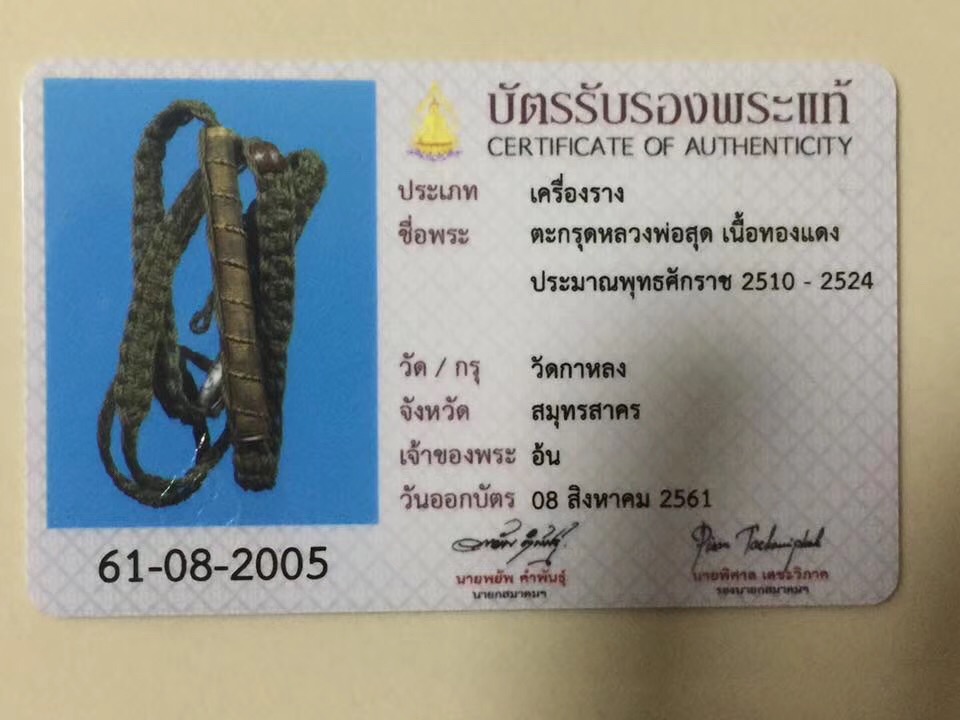 บัตรรับรองพระแท้
CERTIFICATE OF AUTHENTICITY
ประเภท เครื่องราง
ชื่อพระ ตะกรุดหลวงพ่อสุด เนื้อทองแดง
ประมาณพุทธศักราช 2510 - 2524
วัด / กรุ วัดกาหลง
จังหวัด สมุทรสาคร
เจ้าของพระ อ้น
วันออกบัตร 08 สิงหาคม 2561
61-08-2005
นายพยัพ คำพันธุ์
นายกสมาคมฯ
นายพิศาล เตชะวิภาค
รองนายกสมาคมฯ